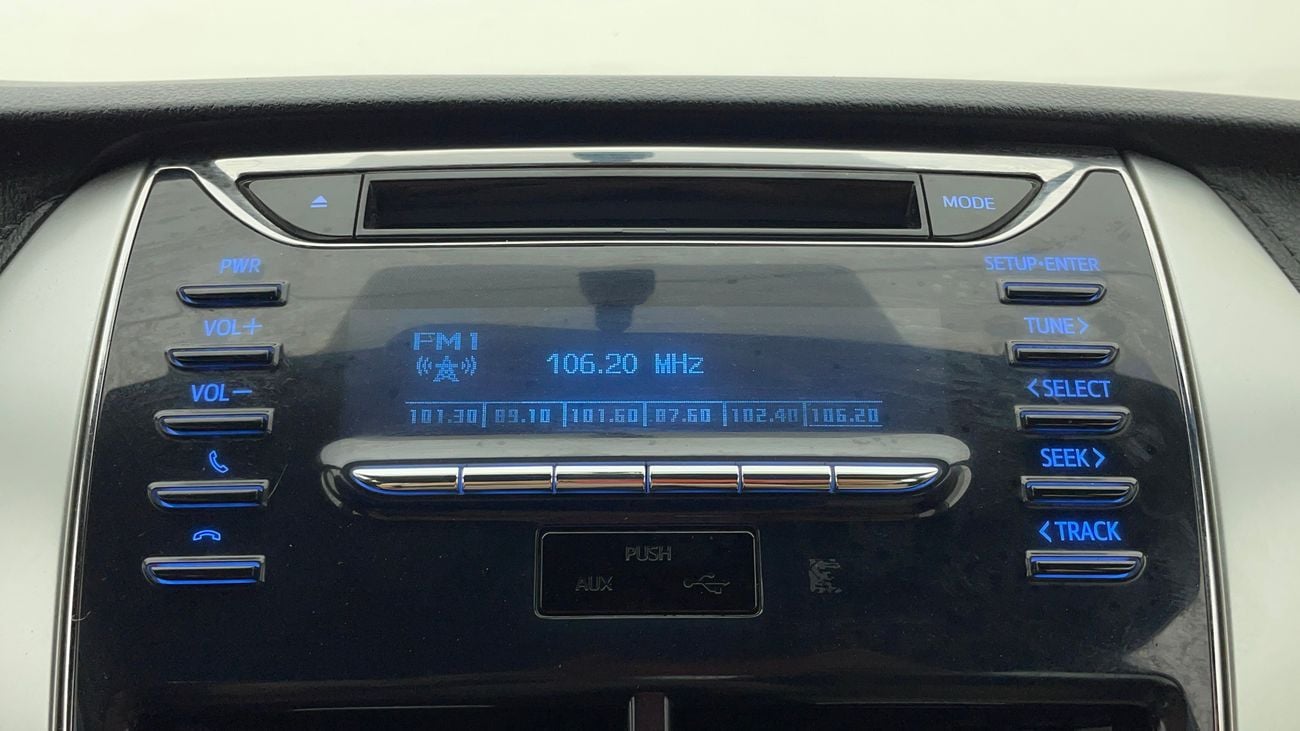 MODE
PWR
SETUP·ENTER
VOL+
TUNE>
FM1
106.20 MHz
VOL−
<SELECT
101.30 89.10 101.60 87.60 102.40 106.20
SEEK>
<TRACK
PUSH
AUX